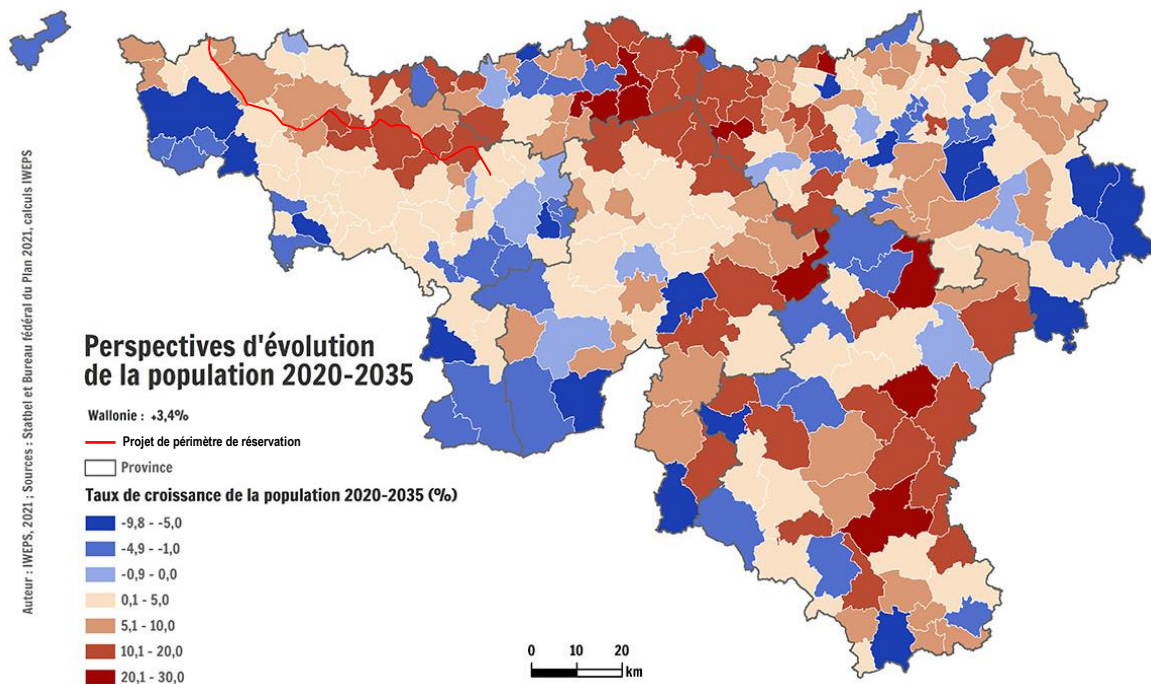 Auteur : IWEPS, 2021 ; Sources : Statbel et Bureau fédéral du Plan 2021, calculs IWEPS
Perspectives d'évolution
de la population 2020-2035
Wallonie : +3,4%
Projet de périmètre de réservation
Province
Taux de croissance de la population 2020-2035 (%)
-9,8 - -5,0
-4,9 - -1,0
-0,9 - 0,0
0,1 - 5,0
5,1 - 10,0
10,1 - 20,0
20,1 - 30,0
0 10 20
km